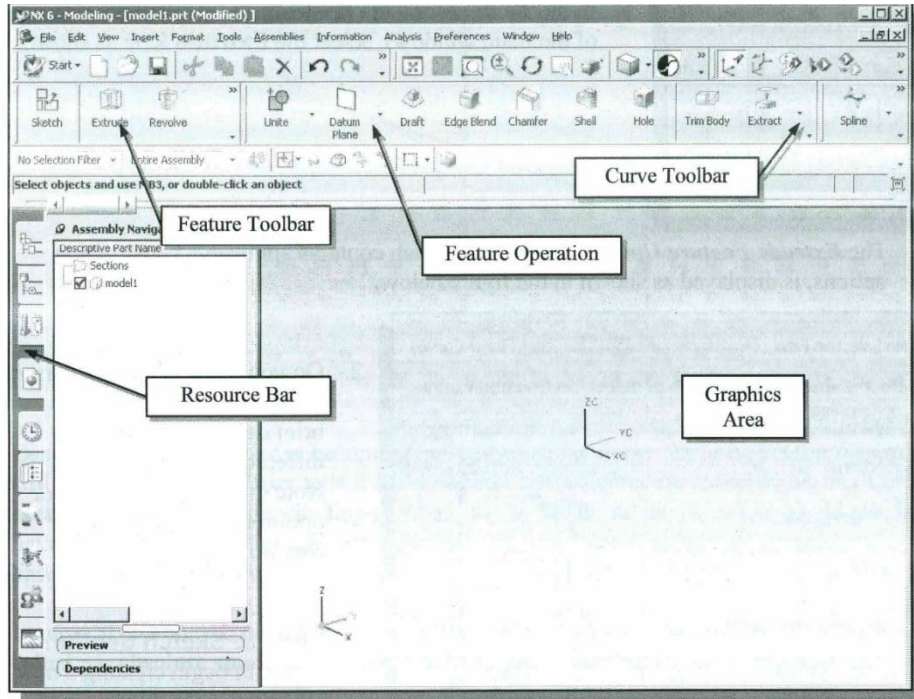 NX 6 - Modeling - [model1.prt (Modified) ]
File Edit View Insert Format Tools Assemblies Information Analysis Preferences Window Help
Start
Sketch Extrude Revolve Unite Datum Plane Draft Edge Blend Chamfer Shell Hole Trim Body Extract Spline
No Selection Filter Entire Assembly
Select objects and use MB3, or double-click an object
Curve Toolbar
Feature Toolbar
Feature Operation
Assembly Naviga
Descriptive Part Name
Sections
model1
Resource Bar
Graphics
Area
ZC
YC
XC
Z
X
Preview
Dependencies